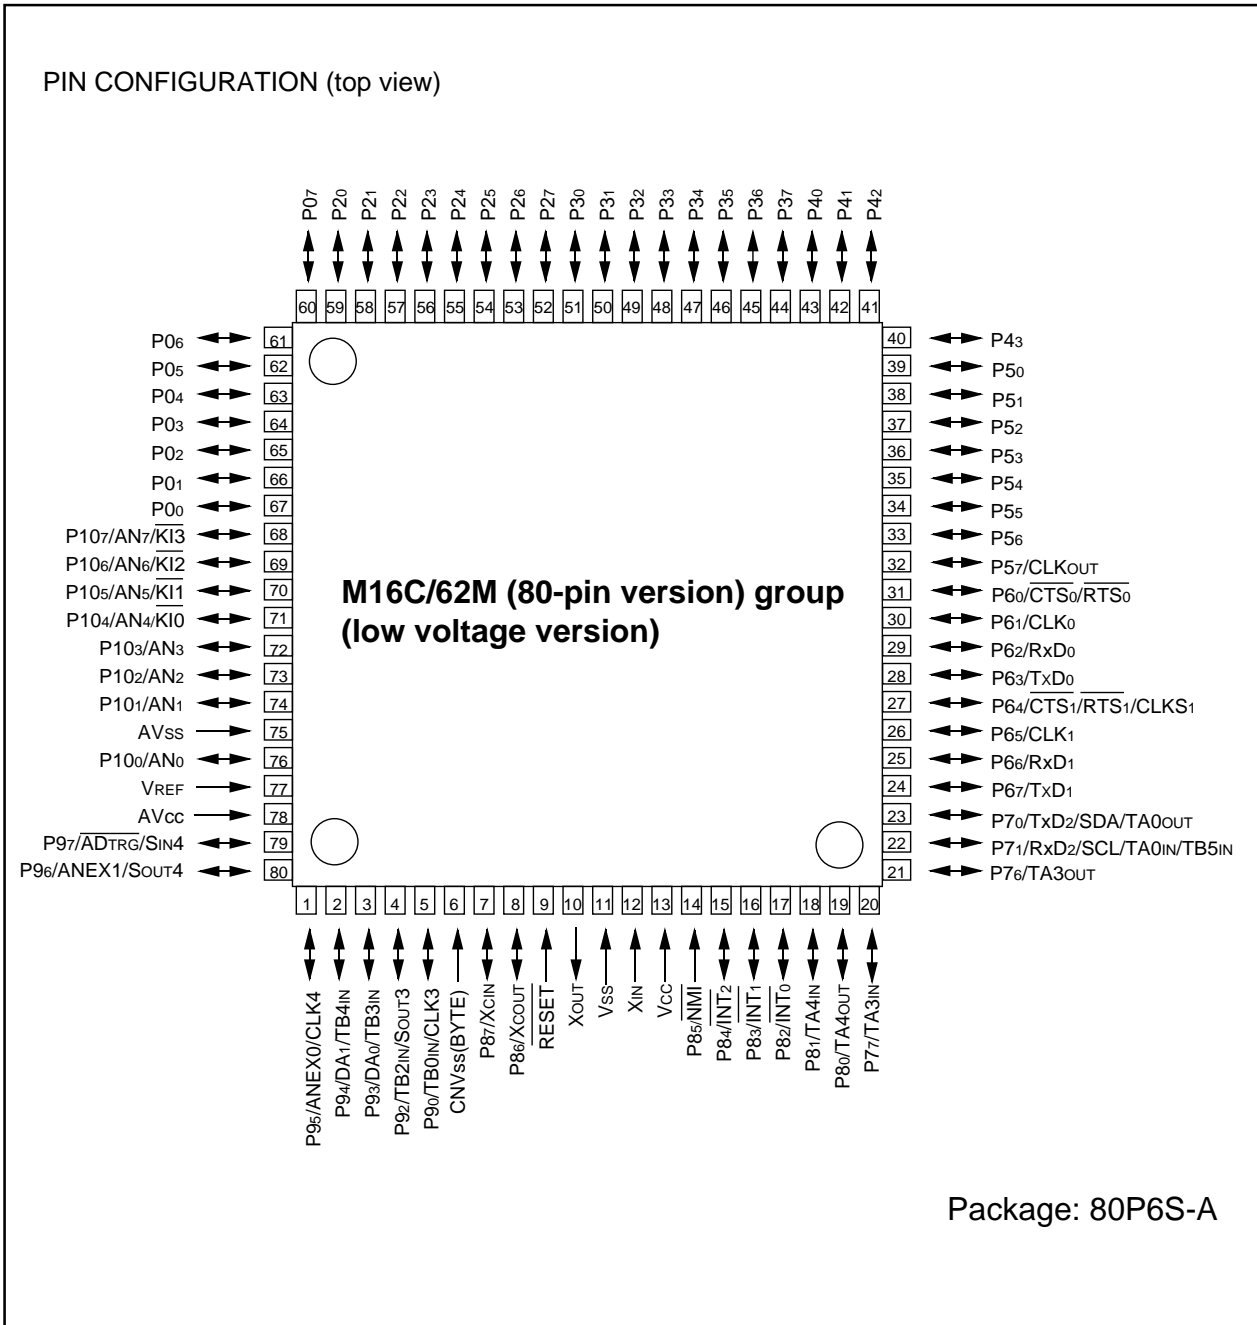 PIN CONFIGURATION (top view)
P07 P20 P21 P22 P23 P24 P25 P26 P27 P30 P31 P32 P33 P34 P35 P36 P37 P40 P41 P42
60 59 58 57 56 55 54 53 52 51 50 49 48 47 46 45 44 43 42 41
P06 61
P05 62
P04 63
P03 64
P02 65
P01 66
P00 67
P107/AN7/KI3 68
P106/AN6/KI2 69
P105/AN5/KI1 70
P104/AN4/KI0 71
P103/AN3 72
P102/AN2 73
P101/AN1 74
AVSS 75
P100/AN0 76
VREF 77
AVCC 78
P97/ADTRG/SIN4 79
P96/ANEX1/SOUT4 80
M16C/62M (80-pin version) group
(low voltage version)
40 P43
39 P50
38 P51
37 P52
36 P53
35 P54
34 P55
33 P56
32 P57/CLKOUT
31 P60/CTS0/RTS0
30 P61/CLK0
29 P62/RxD0
28 P63/TxD0
27 P64/CTS1/RTS1/CLKS1
26 P65/CLK1
25 P66/RxD1
24 P67/TxD1
23 P70/TxD2/SDA/TA0OUT
22 P71/RxD2/SCL/TA0IN/TB5IN
21 P76/TA3OUT
1 2 3 4 5 6 7 8 9 10 11 12 13 14 15 16 17 18 19 20
P95/ANEX0/CLK4
P94/DA1/TB4IN
P93/DA0/TB3IN
P92/TB2IN/SOUT3
P90/TB0IN/CLK3
CNVss(BYTE)
P87/XCIN
P86/XCOUT
RESET
XOUT
VSS
XIN
VCC
P85/NMI
P84/INT2
P83/INT1
P82/INT0
P81/TA4IN
P80/TA4OUT
P77/TA3IN
Package: 80P6S-A